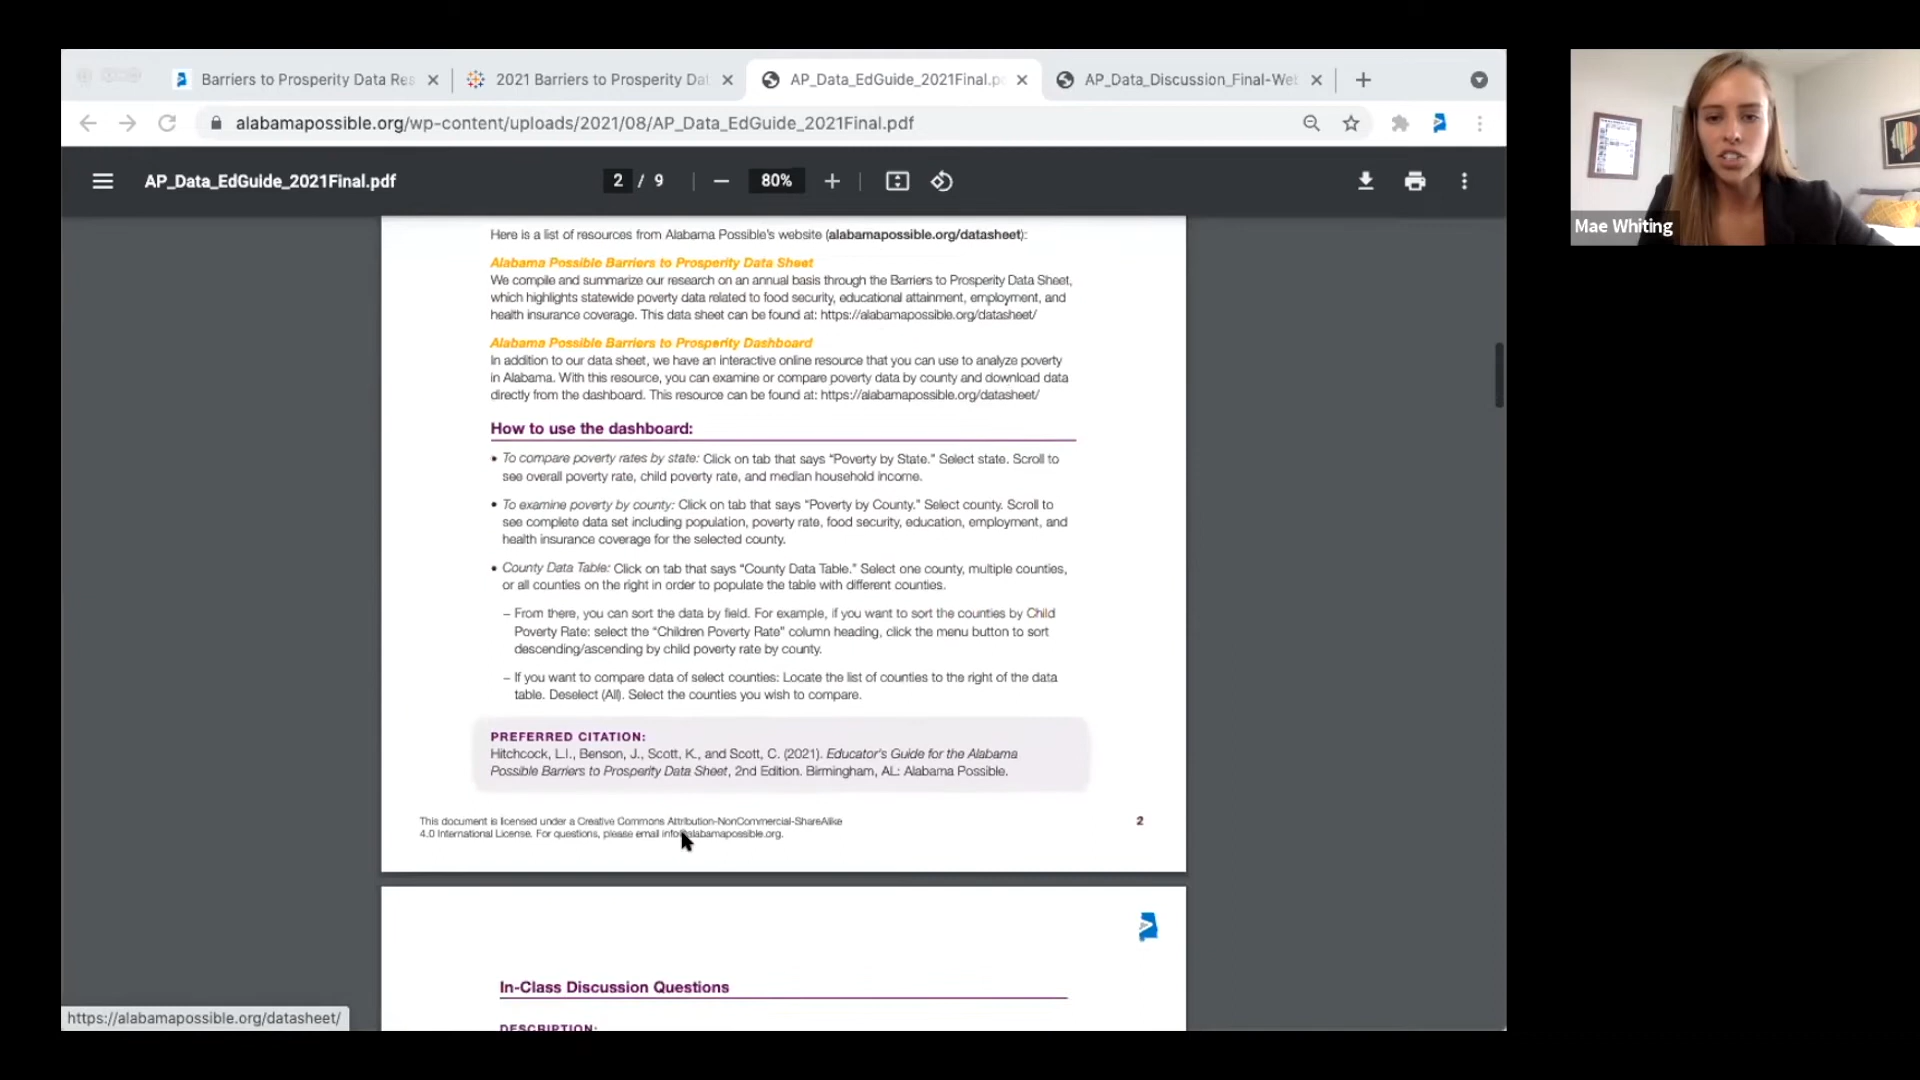 Barriers to Prosperity Data Res
2021 Barriers to Prosperity Dat
AP_Data_EdGuide_2021Final.pd
AP_Data_Discussion_Final-Web
alabamapossible.org/wp-content/uploads/2021/08/AP_Data_EdGuide_2021Final.pdf
AP_Data_EdGuide_2021Final.pdf
2 / 9
80%
Mae Whiting
Here is a list of resources from Alabama Possible's website (alabamapossible.org/datasheet):
Alabama Possible Barriers to Prosperity Data Sheet
We compile and summarize our research on an annual basis through the Barriers to Prosperity Data Sheet,
which highlights statewide poverty data related to food security, educational attainment, employment, and
health insurance coverage. This data sheet can be found at: https://alabamapossible.org/datasheet/
Alabama Possible Barriers to Prosperity Dashboard
In addition to our data sheet, we have an interactive online resource that you can use to analyze poverty
in Alabama. With this resource, you can examine or compare poverty data by county and download data
directly from the dashboard. This resource can be found at: https://alabamapossible.org/datasheet/
How to use the dashboard:
• To compare poverty rates by state: Click on tab that says “Poverty by State.” Select state. Scroll to
see overall poverty rate, child poverty rate, and median household income.
• To examine poverty by county: Click on tab that says “Poverty by County.” Select county. Scroll to
see complete data set including population, poverty rate, food security, education, employment, and
health insurance coverage for the selected county.
• County Data Table: Click on tab that says “County Data Table.” Select one county, multiple counties,
or all counties on the right in order to populate the table with different counties.
– From there, you can sort the data by field. For example, if you want to sort the counties by Child
Poverty Rate: select the “Children Poverty Rate” column heading, click the menu button to sort
descending/ascending by child poverty rate by county.
– If you want to compare data of select counties: Locate the list of counties to the right of the data
table. Deselect (All). Select the counties you wish to compare.
PREFERRED CITATION:
Hitchcock, L.I., Benson, J., Scott, K., and Scott, C. (2021). Educator's Guide for the Alabama
Possible Barriers to Prosperity Data Sheet, 2nd Edition. Birmingham, AL: Alabama Possible.
This document is licensed under a Creative Commons Attribution-NonCommercial-ShareAlike
4.0 International License. For questions, please email info@alabamapossible.org.
2
In-Class Discussion Questions
DESCRIPTION:
https://alabamapossible.org/datasheet/